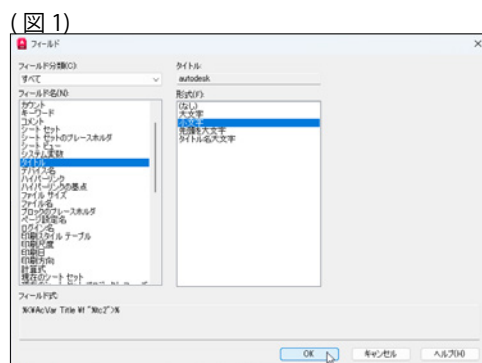 (図 1)
フィールド
フィールド分類(C):
すべて
フィールド名(N):
カウント
キーワード
コメント
シート セット
シート セットのプレースホルダ
シート ビュー
システム変数
タイトル
デバイス名
ハイパーリンク
ハイパーリンクの基点
ファイル サイズ
ファイル名
ブロックのプレースホルダ
ページ設定名
ログイン名
印刷スタイル テーブル
印刷尺度
印刷日
印刷方向
計算式
現在のシート セット
タイトル:
autodesk
形式(F):
(なし)
大文字
小文字
先頭を大文字
タイトル名大文字
フィールド式:
%<\AcVar Title \f "%tc2">%
OK
キャンセル
ヘルプ(H)